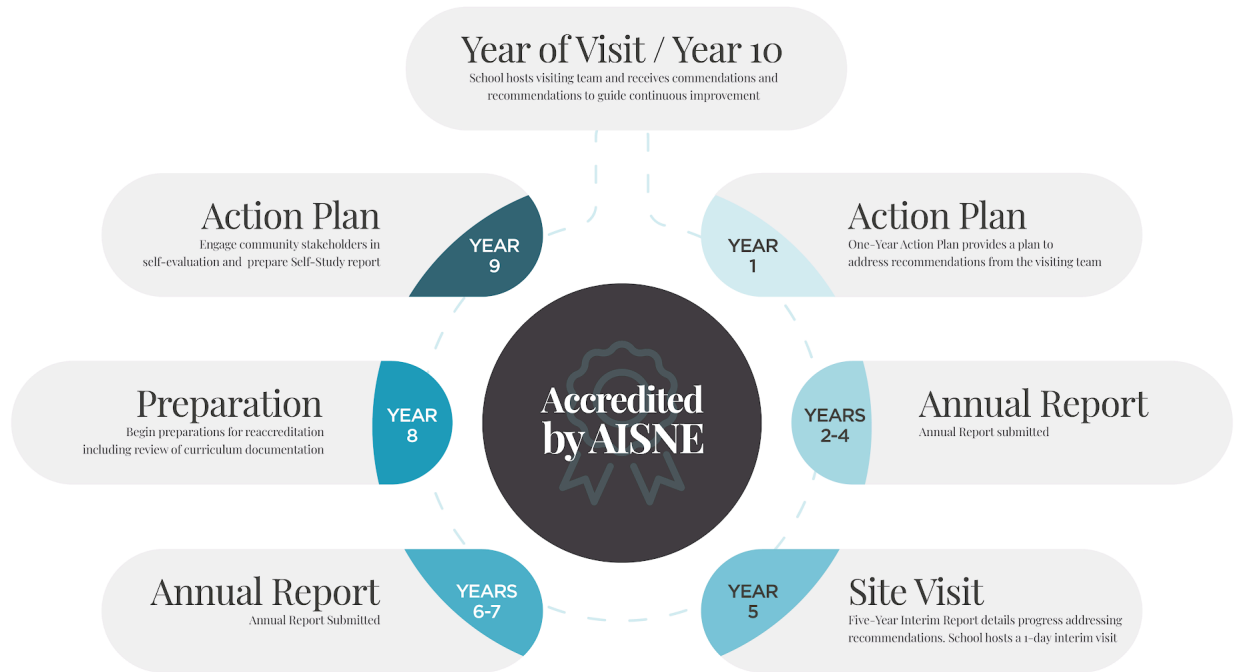 Year of Visit / Year 10
School hosts visiting team and receives commendations and
recommendations to guide continuous improvement
Action Plan
Engage community stakeholders in
self-evaluation and prepare Self-Study report
YEAR
9
YEAR
1
Action Plan
One-Year Action Plan provides a plan to
address recommendations from the visiting team
Preparation
Begin preparations for reaccreditation
including review of curriculum documentation
YEAR
8
Accredited
by AISNE
YEARS
2-4
Annual Report
Annual Report submitted
Annual Report
Annual Report Submitted
YEARS
6-7
YEAR
5
Site Visit
Five-Year Interim Report details progress addressing
recommendations. School hosts a 1-day interim visit